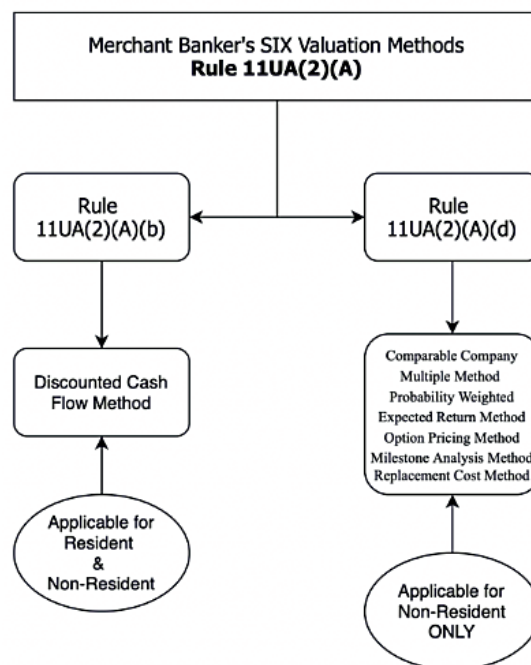 Merchant Banker's SIX Valuation Methods
Rule 11UA(2)(A)
Rule
11UA(2)(A)(b)
Rule
11UA(2)(A)(d)
Discounted Cash
Flow Method
Comparable Company
Multiple Method
Probability Weighted
Expected Return Method
Option Pricing Method
Milestone Analysis Method
Replacement Cost Method
Applicable for
Resident
&
Non-Resident
Applicable for
Non-Resident
ONLY